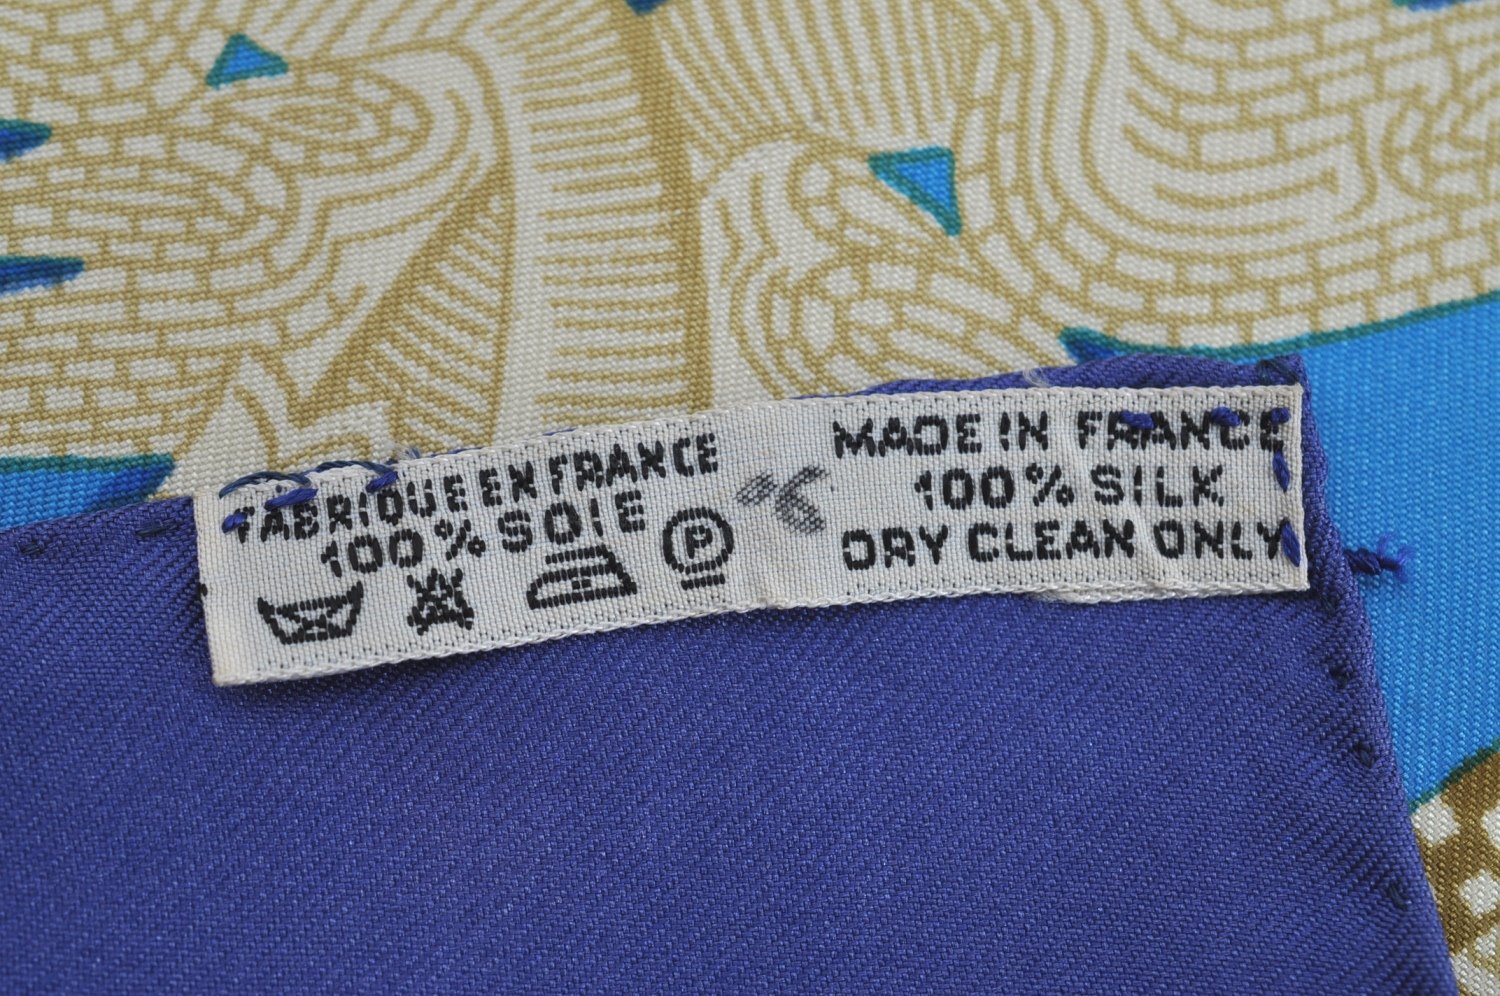 FABRIQUE EN FRANCE
100% SOIE
P
MADE IN FRANCE
100% SILK
DRY CLEAN ONLY